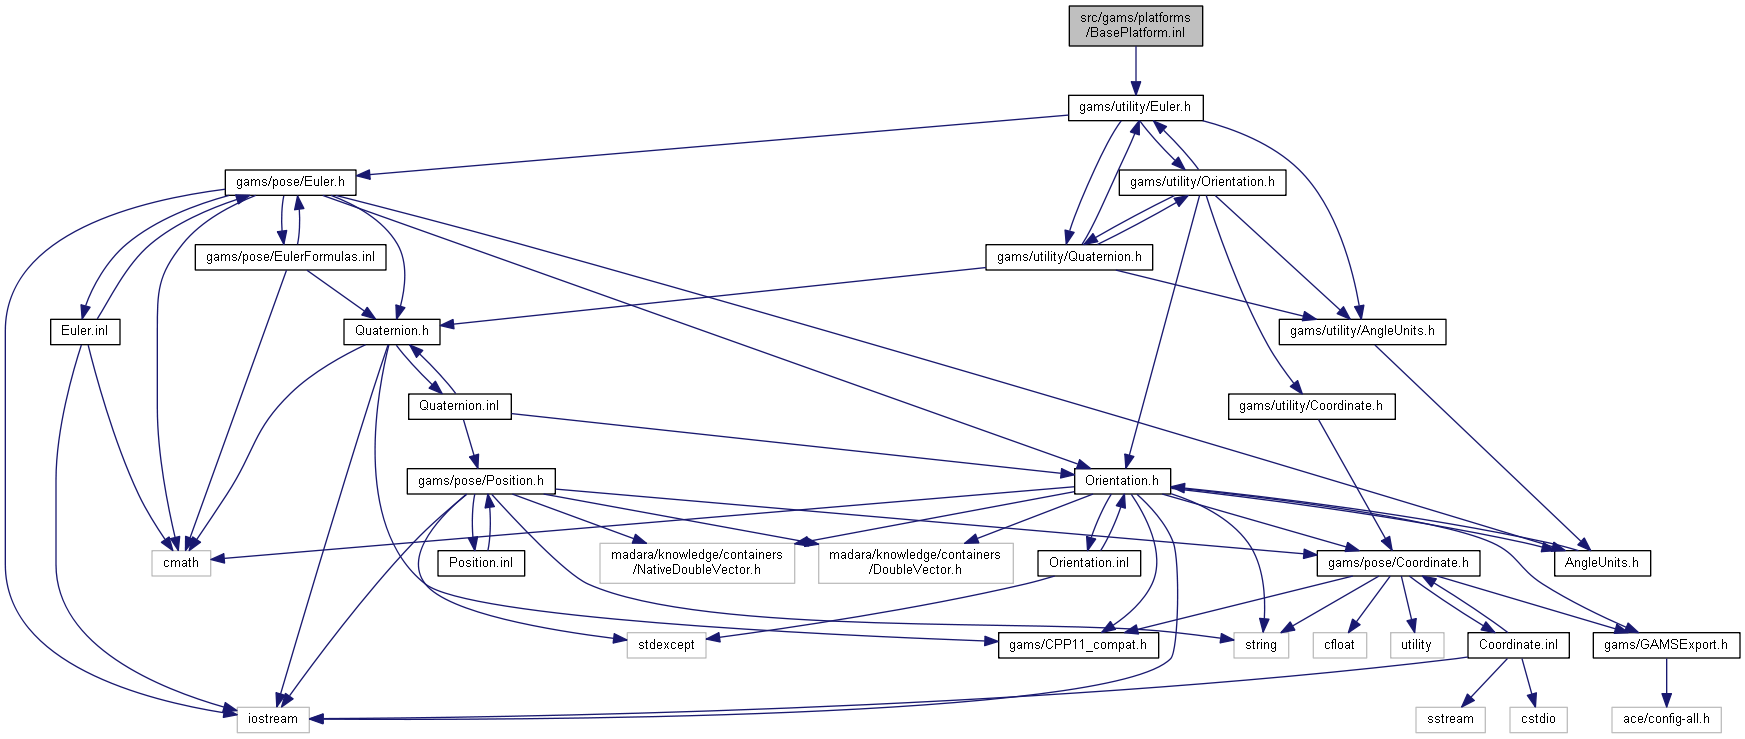 src/gams/platforms
/BasePlatform.inl
gams/utility/Euler.h
gams/pose/Euler.h
gams/utility/Orientation.h
gams/pose/EulerFormulas.inl
gams/utility/Quaternion.h
Euler.inl
Quaternion.h
gams/utility/AngleUnits.h
Quaternion.inl
gams/utility/Coordinate.h
gams/pose/Position.h
Orientation.h
cmath
Position.inl
madara/knowledge/containers
/NativeDoubleVector.h
madara/knowledge/containers
/DoubleVector.h
Orientation.inl
gams/pose/Coordinate.h
AngleUnits.h
stdexcept
gams/CPP11_compat.h
string
cfloat
utility
Coordinate.inl
gams/GAMSExport.h
iostream
sstream
cstdio
ace/config-all.h